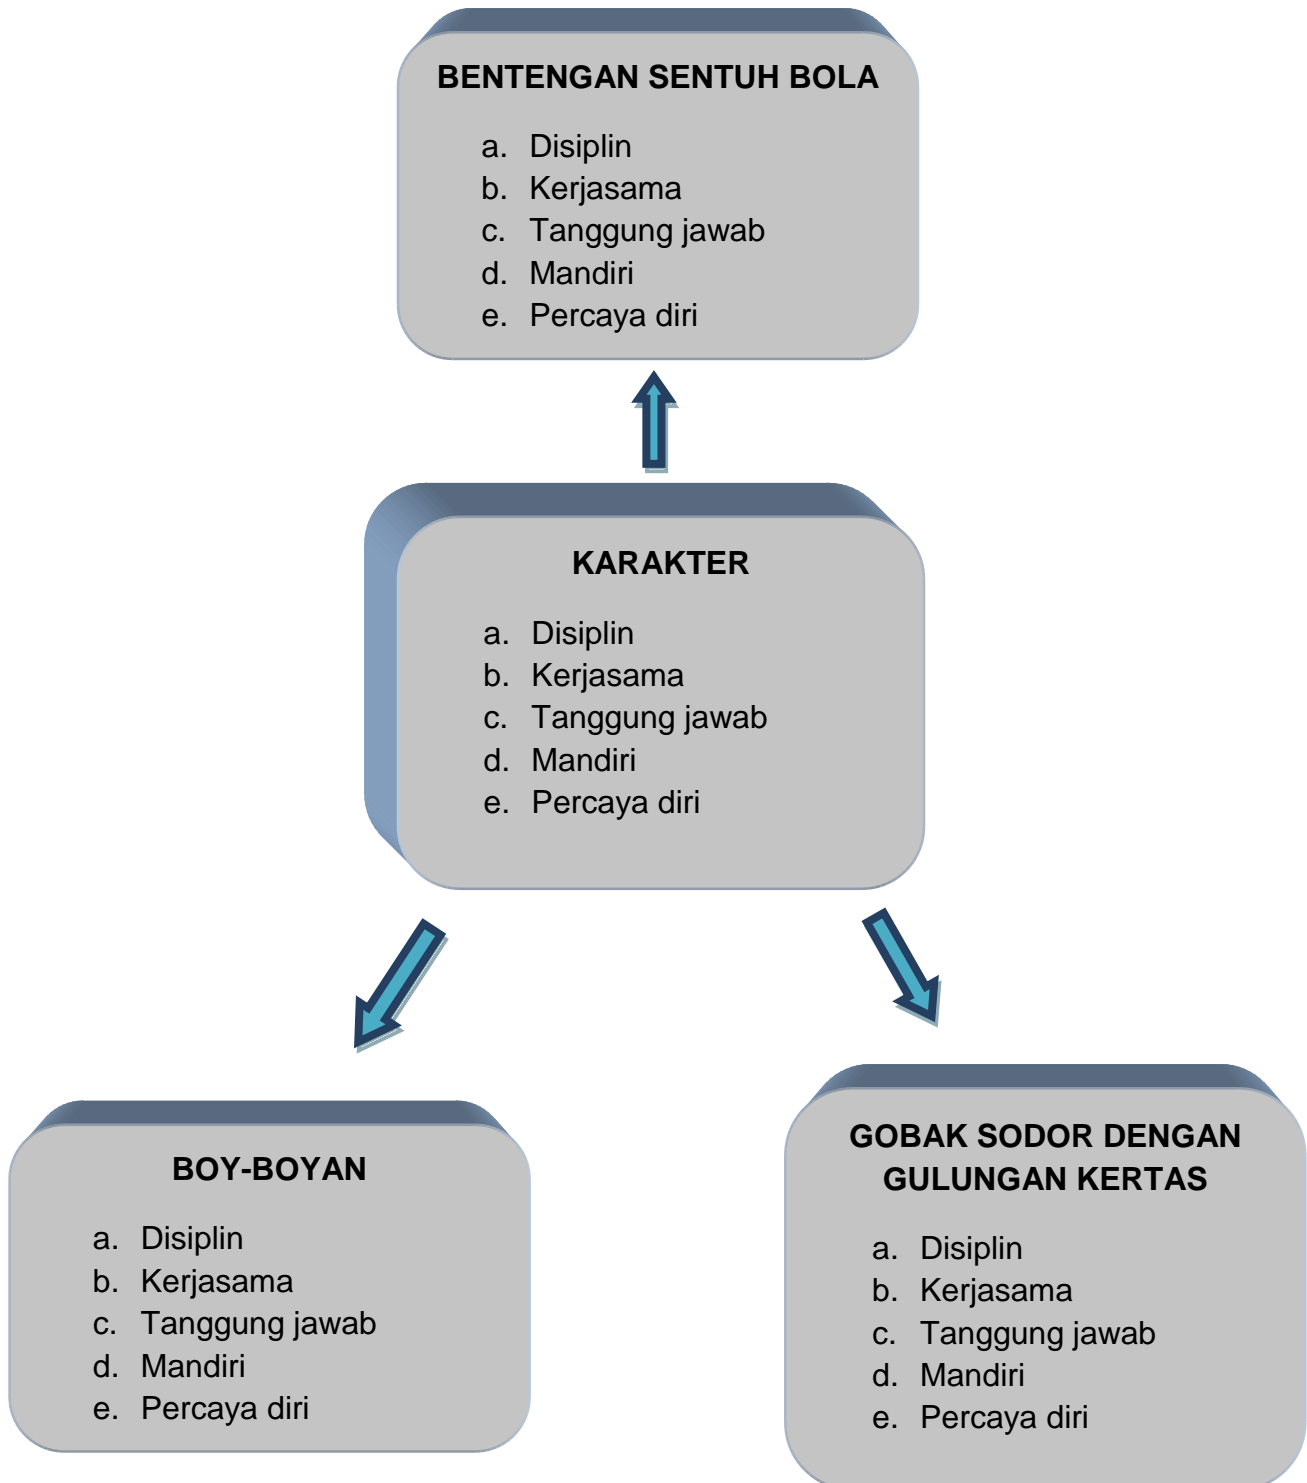 BENTENGAN SENTUH BOLA
a. Disiplin
b. Kerjasama
c. Tanggung jawab
d. Mandiri
e. Percaya diri
KARAKTER
a. Disiplin
b. Kerjasama
c. Tanggung jawab
d. Mandiri
e. Percaya diri
BOY-BOYAN
a. Disiplin
b. Kerjasama
c. Tanggung jawab
d. Mandiri
e. Percaya diri
GOBAK SODOR DENGAN
GULUNGAN KERTAS
a. Disiplin
b. Kerjasama
c. Tanggung jawab
d. Mandiri
e. Percaya diri